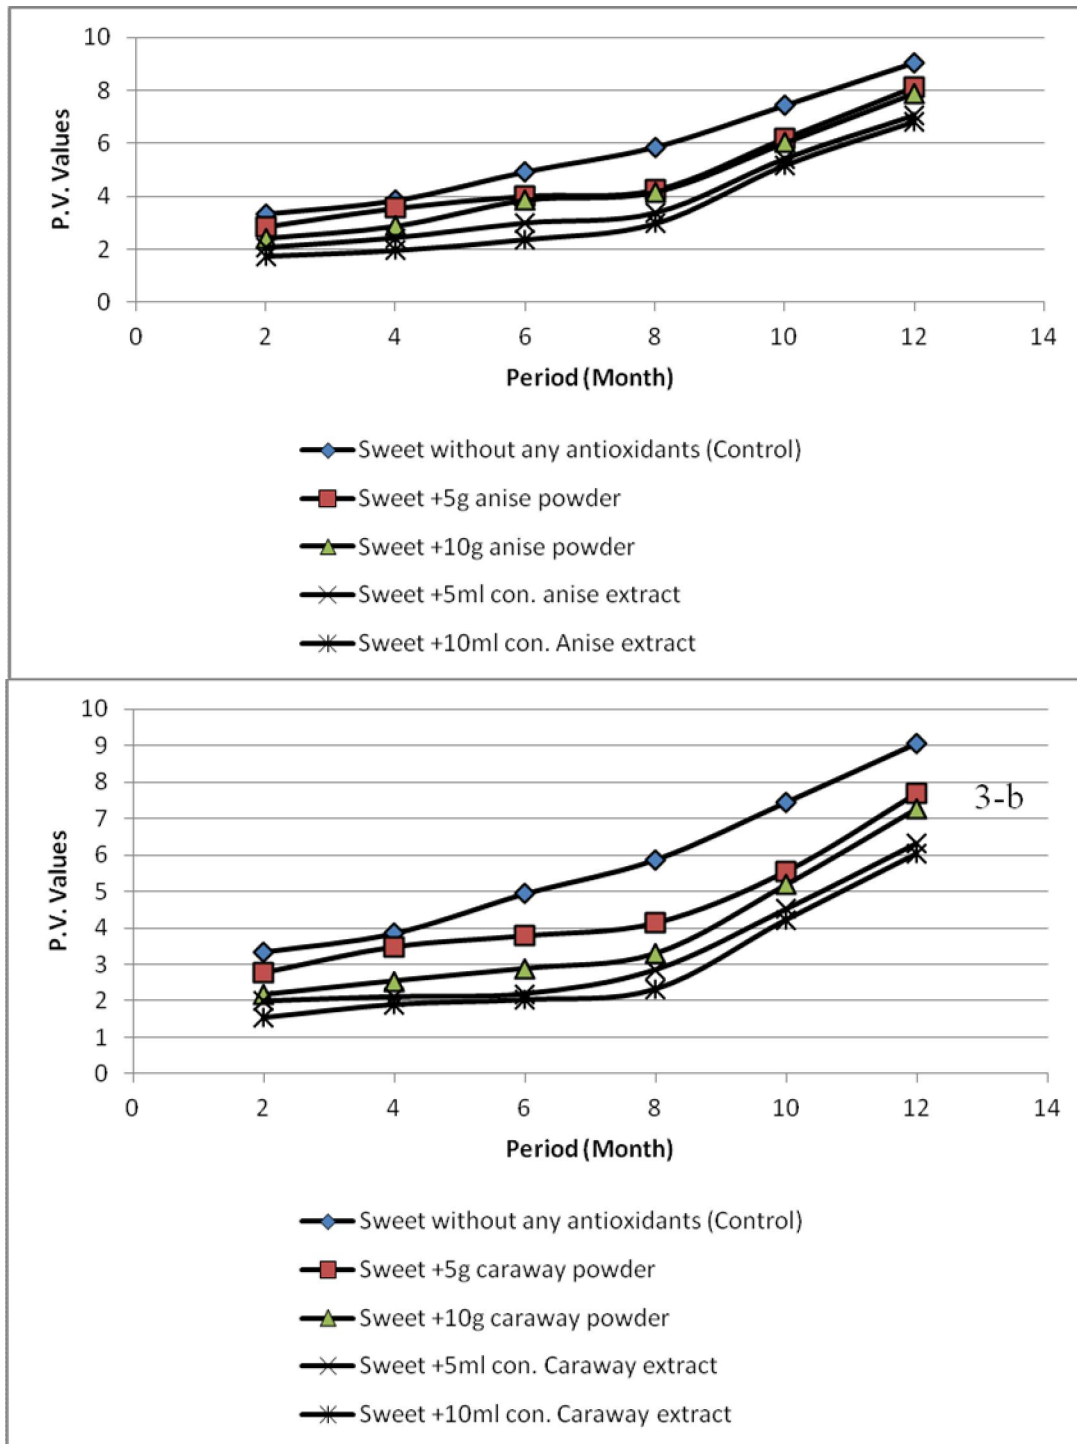 10
8
6
4
2
0
P.V. Values
0 2 4 6 8 10 12 14
Period (Month)
Sweet without any antioxidants (Control)
Sweet +5g anise powder
Sweet +10g anise powder
Sweet +5ml con. anise extract
Sweet +10ml con. Anise extract
10
9
8
7
6
5
4
3
2
1
0
P.V. Values
3-b
0 2 4 6 8 10 12 14
Period (Month)
Sweet without any antioxidants (Control)
Sweet +5g caraway powder
Sweet +10g caraway powder
Sweet +5ml con. Caraway extract
Sweet +10ml con. Caraway extract